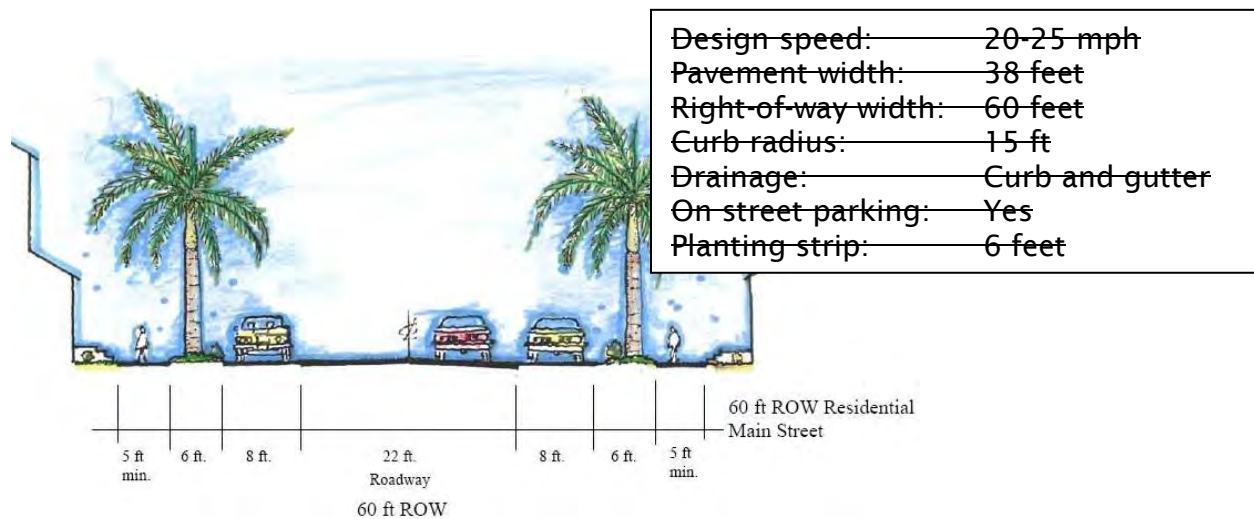 Design speed: 20-25 mph
Pavement width: 38 feet
Right-of-way width: 60 feet
Curb radius: 15 ft
Drainage: Curb and gutter
On street parking: Yes
Planting strip: 6 feet
60 ft ROW Residential
Main Street
5 ft min. 6 ft. 8 ft. 22 ft. 8 ft. 6 ft. 5 ft min.
Roadway
60 ft ROW